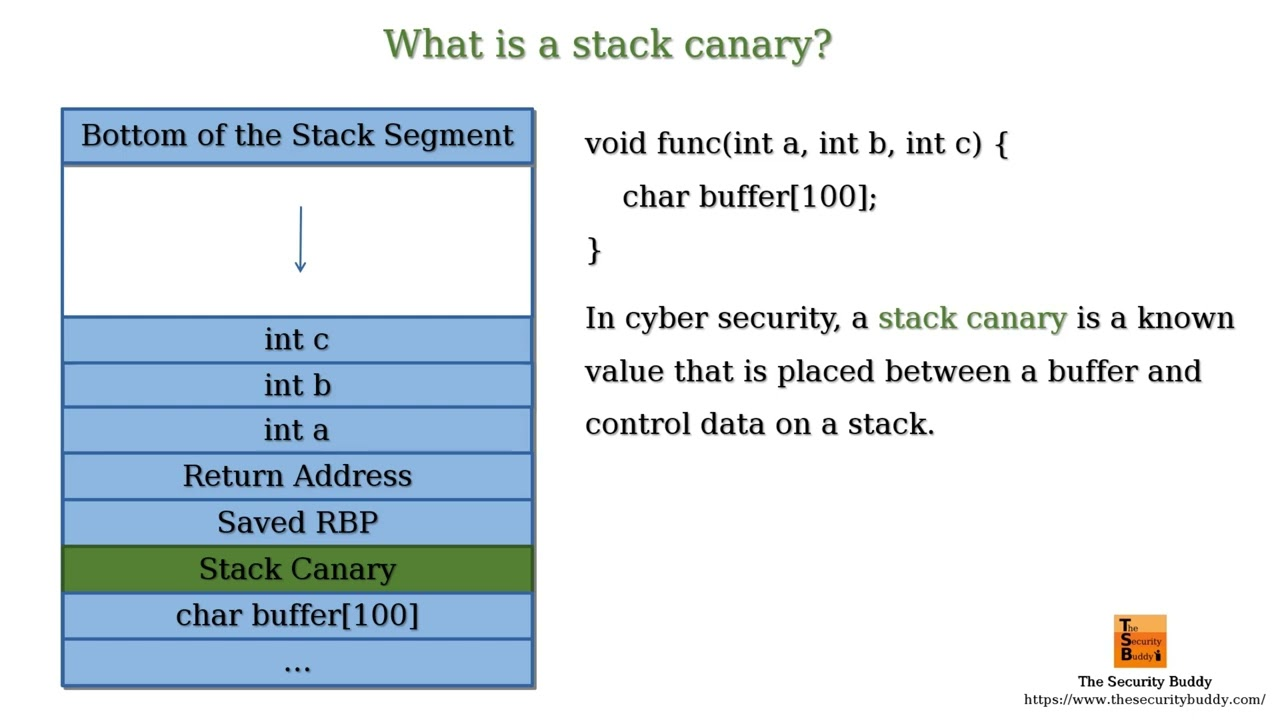 What is a stack canary?
Bottom of the Stack Segment
int c
int b
int a
Return Address
Saved RBP
Stack Canary
char buffer[100]
...
void func(int a, int b, int c) {
char buffer[100];
}
In cyber security, a stack canary is a known
value that is placed between a buffer and
control data on a stack.
The
Security
Buddy
The Security Buddy
https://www.thesecuritybuddy.com/